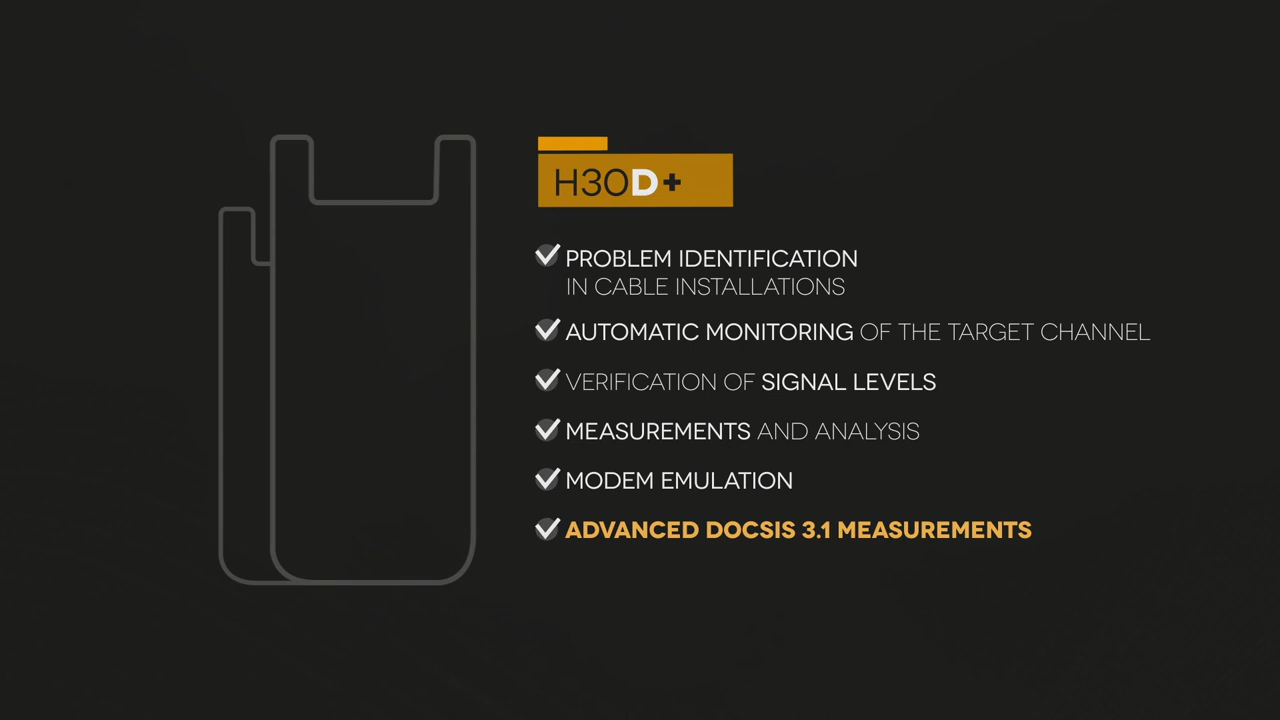 H30D+
PROBLEM IDENTIFICATION
IN CABLE INSTALLATIONS
AUTOMATIC MONITORING OF THE TARGET CHANNEL
VERIFICATION OF SIGNAL LEVELS
MEASUREMENTS AND ANALYSIS
MODEM EMULATION
ADVANCED DOCSIS 3.1 MEASUREMENTS